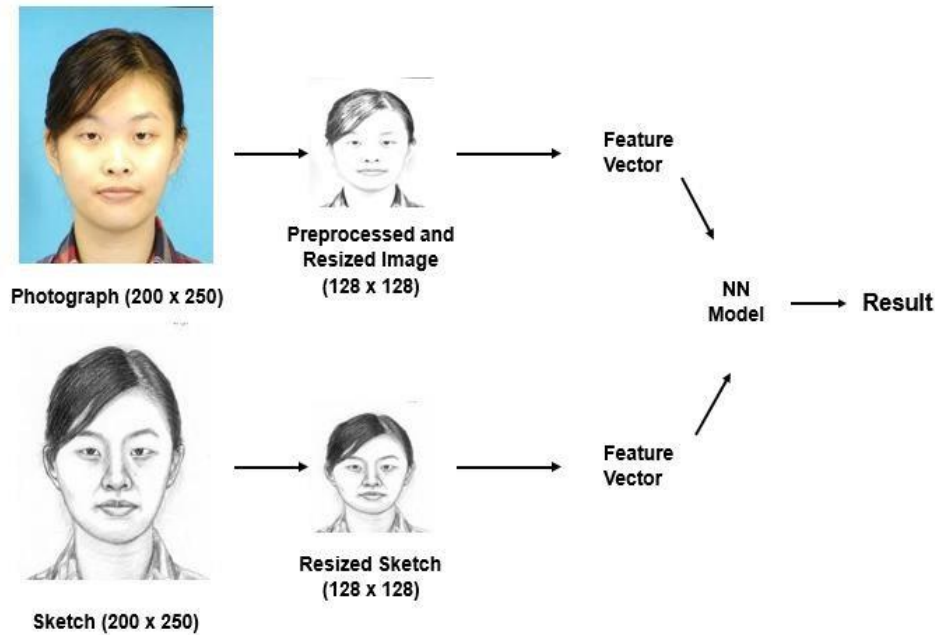 Photograph (200 x 250)
Preprocessed and
Resized Image
(128 x 128)
Feature
Vector
NN
Model
Result
Sketch (200 x 250)
Resized Sketch
(128 x 128)
Feature
Vector